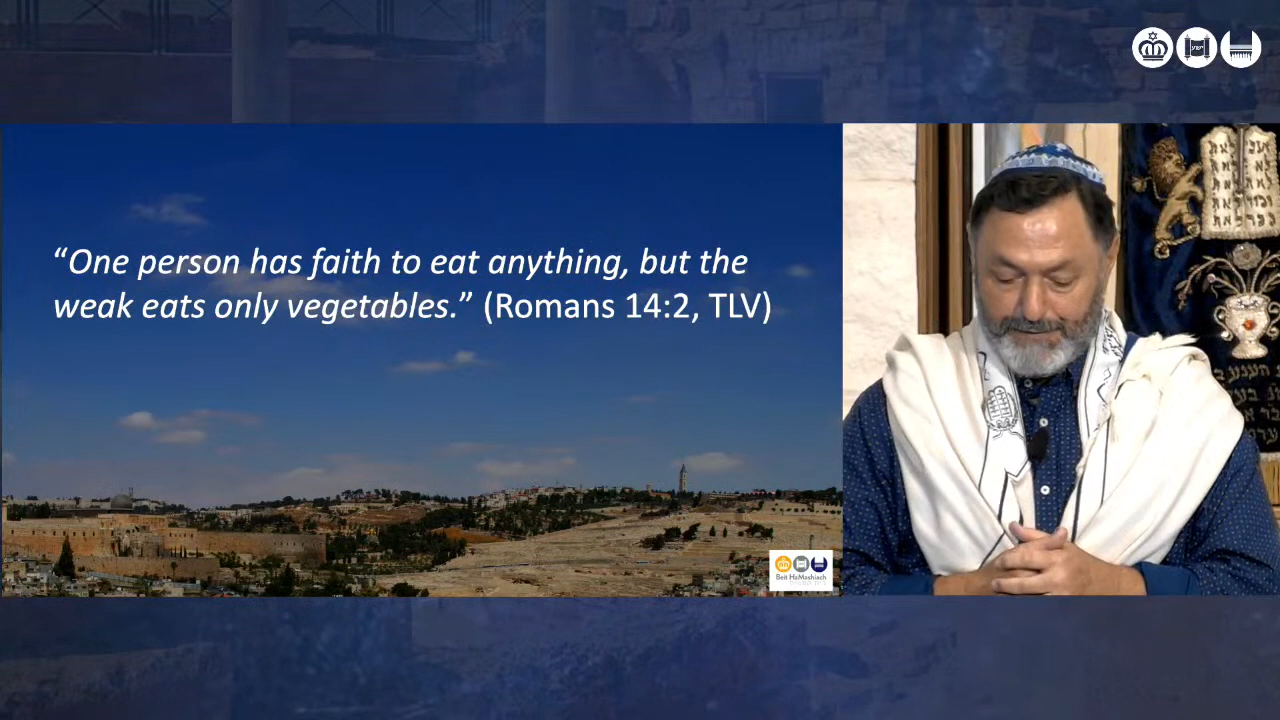 “One person has faith to eat anything, but the
weak eats only vegetables.” (Romans 14:2, TLV)
Beit HaMashiach